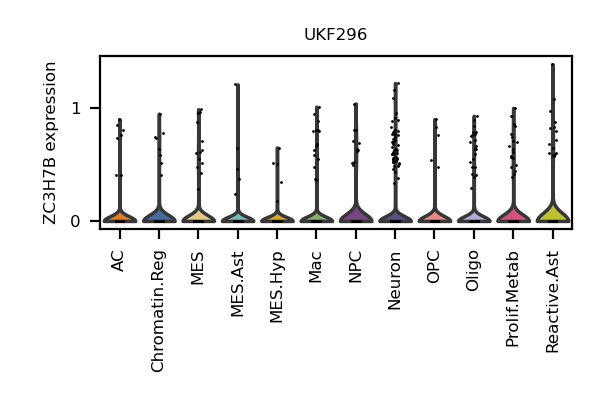 UKF296
ZC3H7B expression
1
0
AC
Chromatin.Reg
MES
MES.Ast
MES.Hyp
Mac
NPC
Neuron
OPC
Oligo
Prolif.Metab
Reactive.Ast